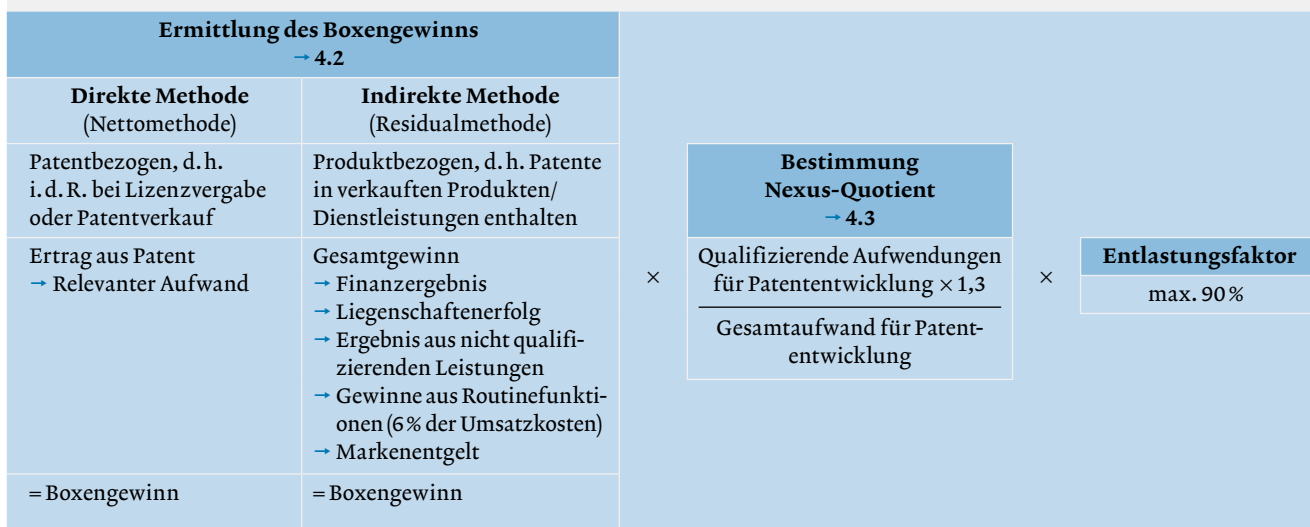 Ermittlung des Boxengewinns
→ 4.2
Direkte Methode
(Nettomethode)
Patentbezogen, d. h.
i. d. R. bei Lizenzvergabe
oder Patentverkauf
Ertrag aus Patent
→ Relevanter Aufwand
= Boxengewinn
Indirekte Methode
(Residualmethode)
Produktbezogen, d. h. Patente
in verkauften Produkten/
Dienstleistungen enthalten
Gesamtgewinn
→ Finanzergebnis
→ Liegenschaftenerfolg
→ Ergebnis aus nicht qualifi-
zierenden Leistungen
→ Gewinne aus Routinefunkti-
onen (6 % der Umsatzkosten)
→ Markenentgelt
= Boxengewinn
×
Bestimmung
Nexus-Quotient
→ 4.3
Qualifizierende Aufwendungen
für Patententwicklung × 1,3
Gesamtaufwand für Patent-
entwicklung
×
Entlastungsfaktor
max. 90 %